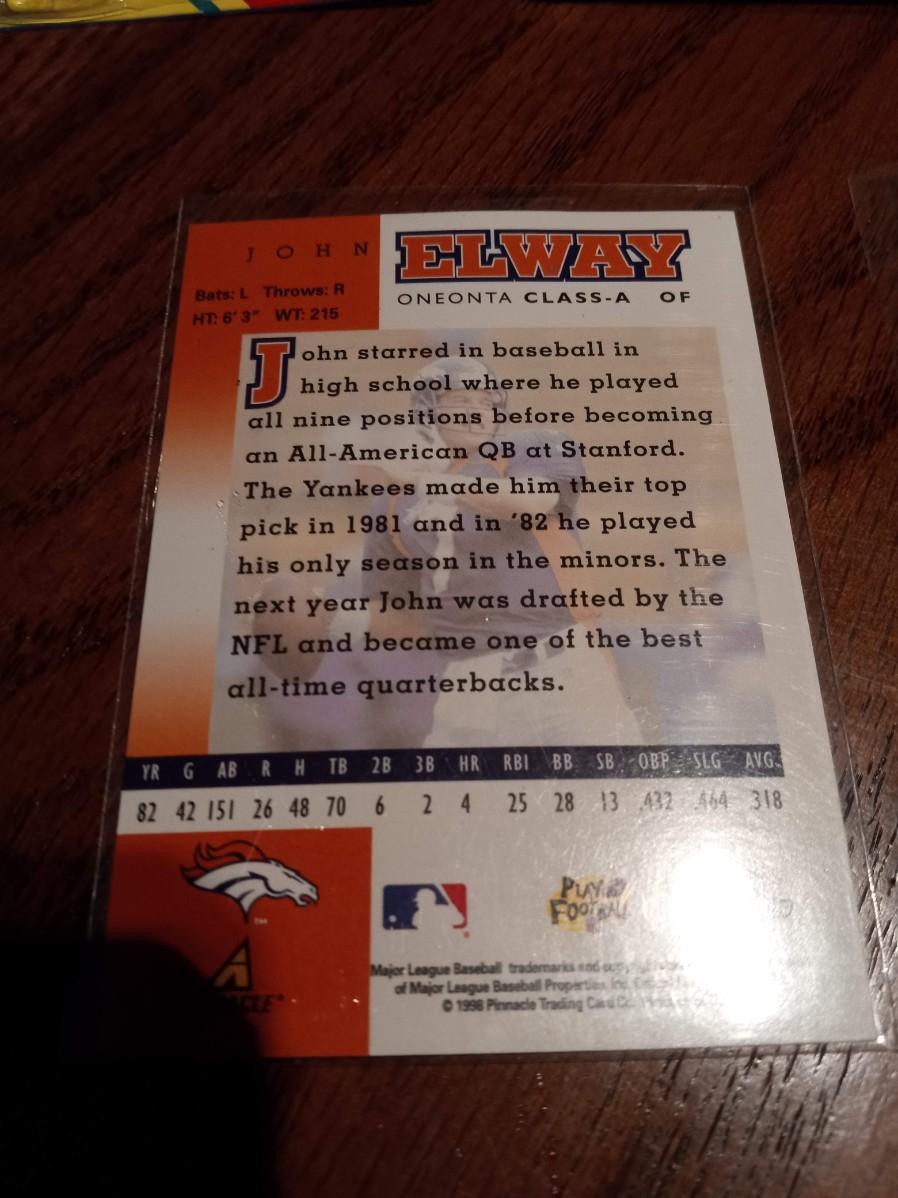 JOHN ELWAY
Bats: L Throws: R
HT: 6' 3" WT: 215
ONEONTA CLASS-A OF
John starred in baseball in
high school where he played
all nine positions before becoming
an All-American QB at Stanford.
The Yankees made him their top
pick in 1981 and in '82 he played
his only season in the minors. The
next year John was drafted by the
NFL and became one of the best
all-time quarterbacks.
YR G AB R H TB 2B 3B HR RBI BB SB OBP SLG AVG.
82 42 151 26 48 70 6 2 4 25 28 13 .432 .464 .318
TM
PLAY
FOOTBALL
Major League Baseball trademarks and
of Major League Baseball Properties, Inc.
© 1998 Pinnacle Trading Card Co.